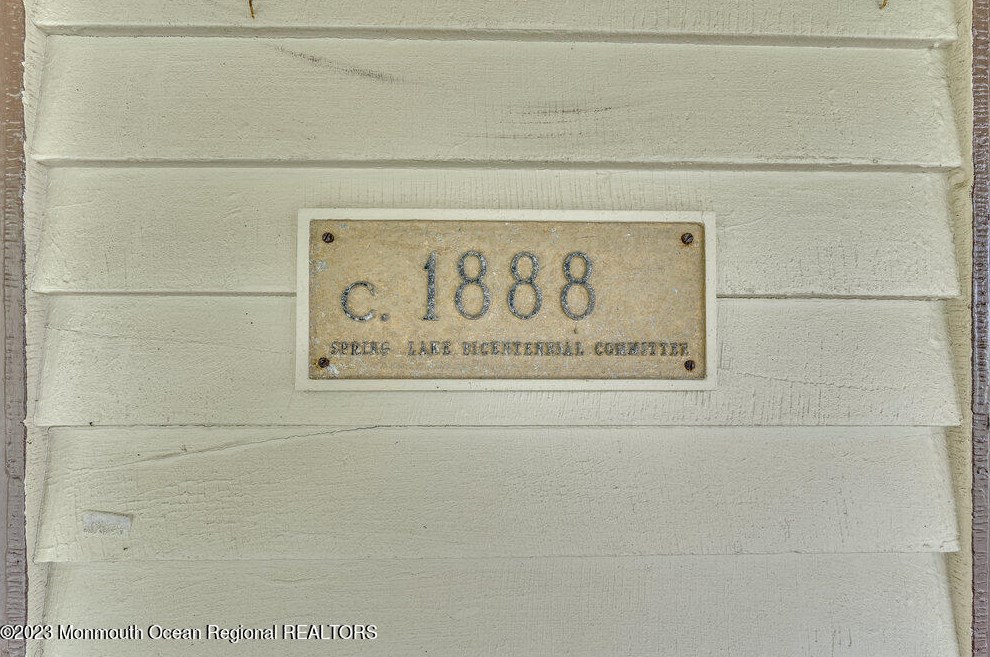 c. 1888
SPRING LAKE BICENTENNIAL COMMITTEE
©2023 Monmouth Ocean Regional REALTORS